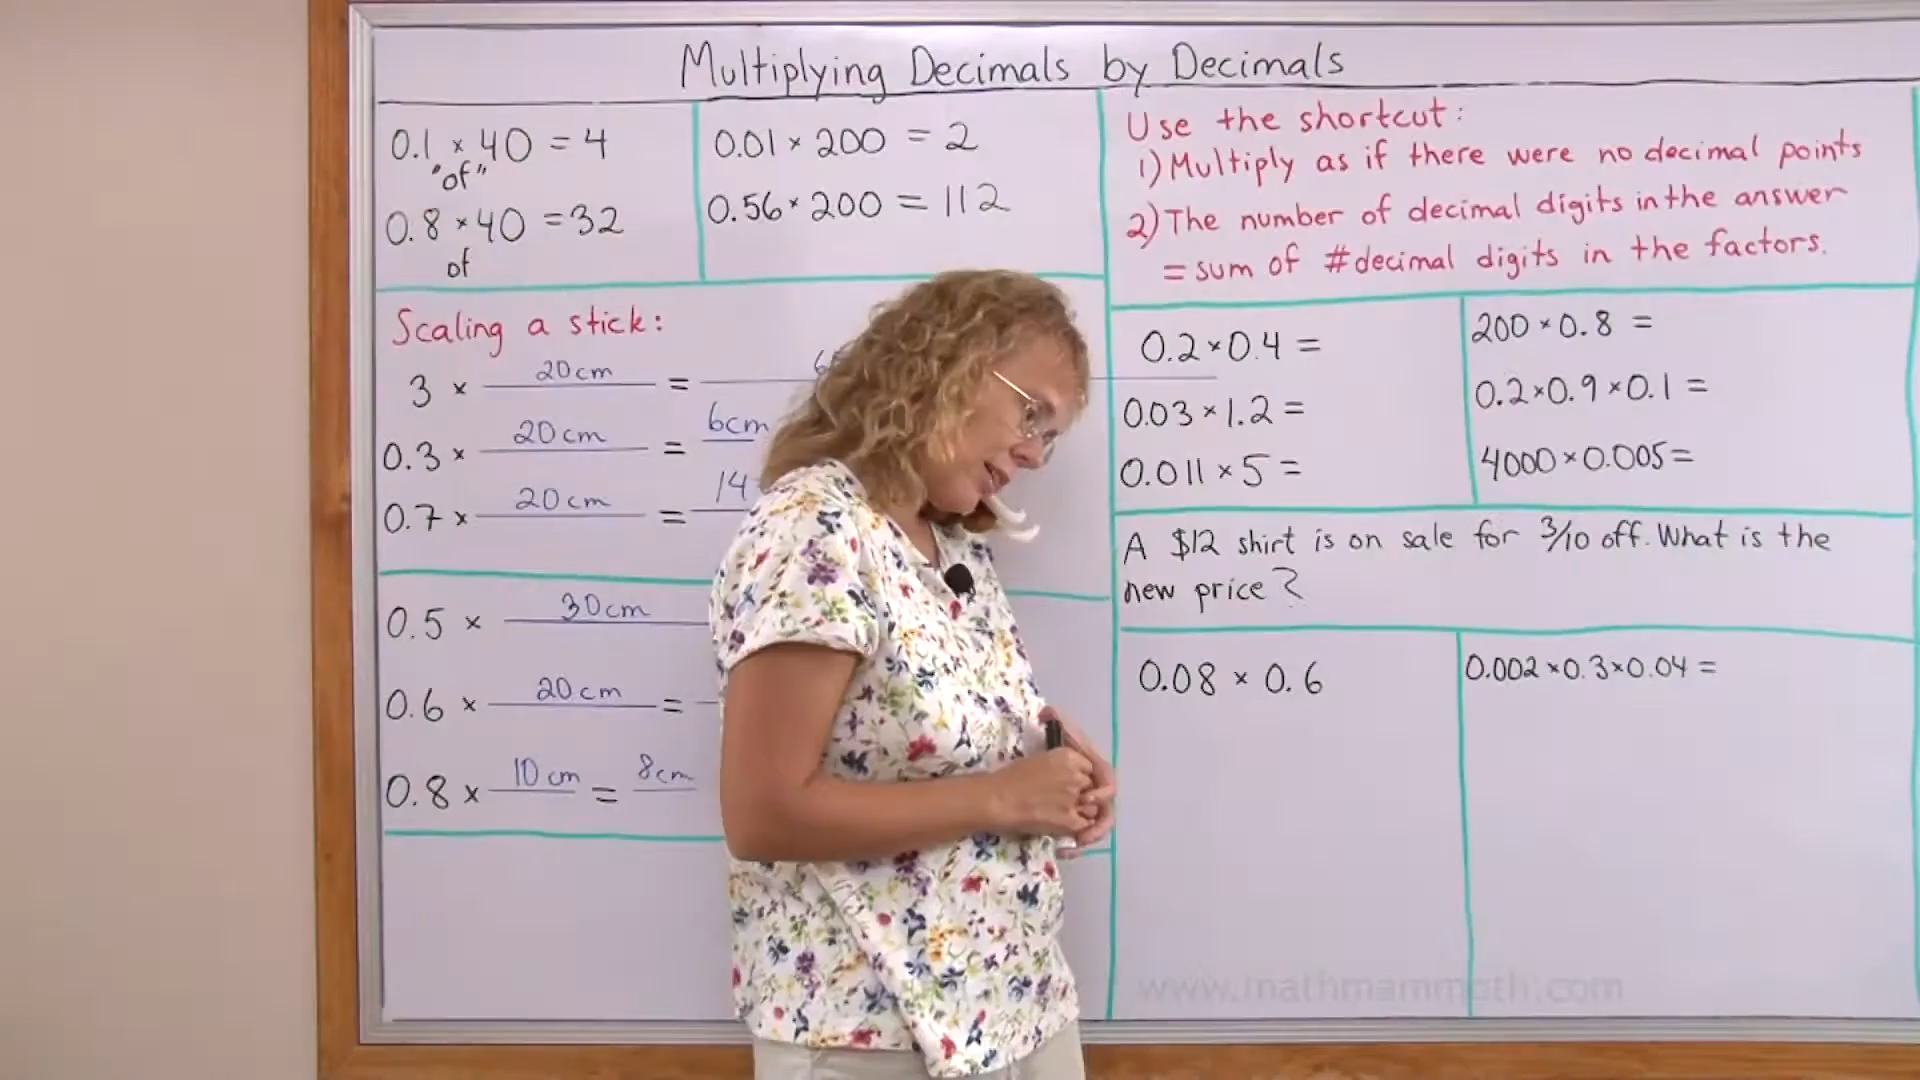 Multiplying Decimals by Decimals
0.1 × 40 = 4
"of"
0.8 × 40 = 32
of
0.01 × 200 = 2
0.56 × 200 = 112
Use the shortcut:
1) Multiply as if there were no decimal points
2) The number of decimal digits in the answer
= sum of # decimal digits in the factors.
Scaling a stick:
3 × 20cm =
0.3 × 20cm = 6cm
0.7 × 20cm = 14
0.5 × 30cm
0.6 × 20cm =
0.8 × 10cm = 8cm
0.2 × 0.4 =
0.03 × 1.2 =
0.011 × 5 =
200 × 0.8 =
0.2 × 0.9 × 0.1 =
4000 × 0.005 =
A $12 shirt is on sale for 3/10 off. What is the
new price?
0.08 × 0.6
0.002 × 0.3 × 0.04 =
www.mathmammoth.com